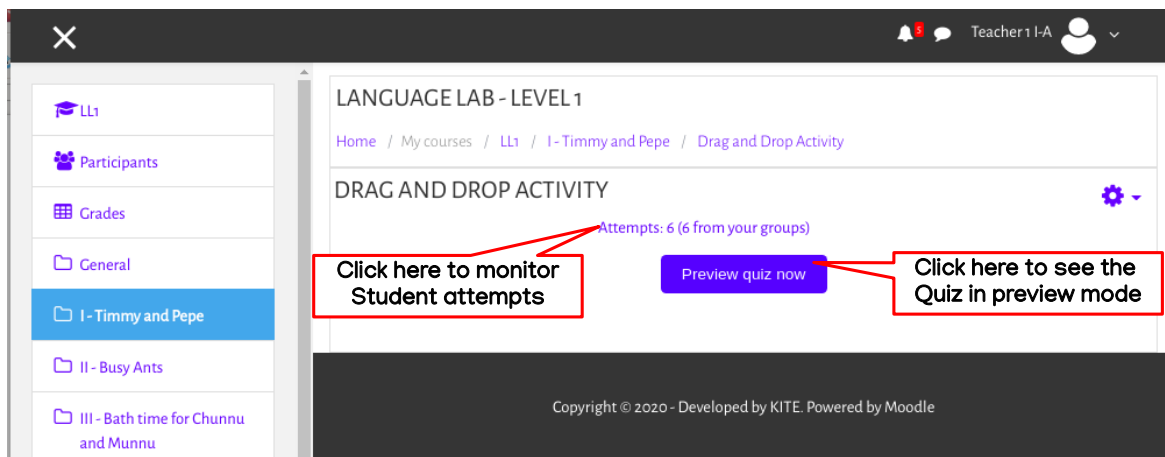 5
Teacher 1 I-A
LL1
Participants
Grades
General
I - Timmy and Pepe
II - Busy Ants
III - Bath time for Chunnu
and Munnu
LANGUAGE LAB - LEVEL 1
Home / My courses / LL1 / I - Timmy and Pepe / Drag and Drop Activity
DRAG AND DROP ACTIVITY
Attempts: 6 (6 from your groups)
Click here to monitor
Student attempts
Preview quiz now
Click here to see the
Quiz in preview mode
Copyright © 2020 - Developed by KITE. Powered by Moodle